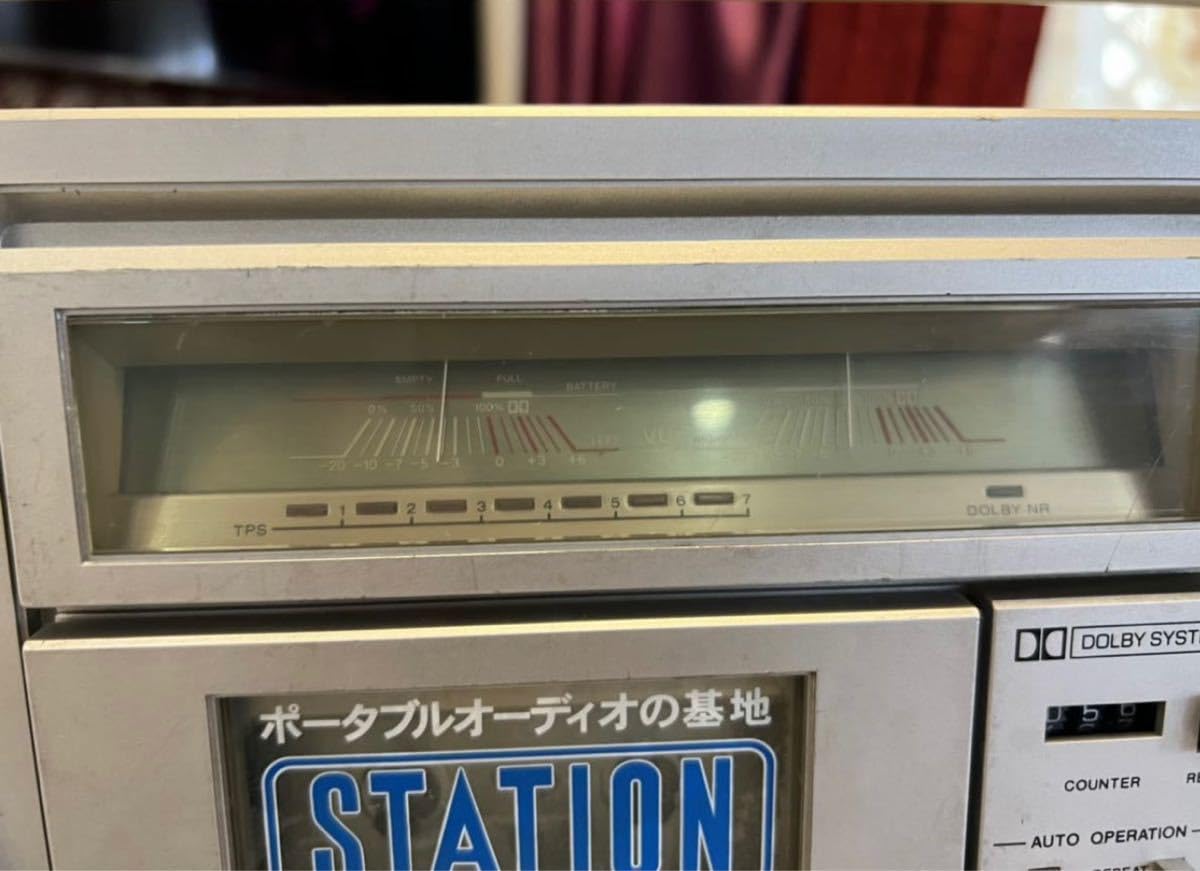 EMPTY FULL BATTERY
0% 50% 100%
-20 -10 -7 -5 -3 0 +3 +6
VU
TPS 1 2 3 4 5 6 7
DOLBY NR
ポータブルオーディオの基地
STATION
DOLBY
COUNTER
AUTO OPERATION
REPEAT